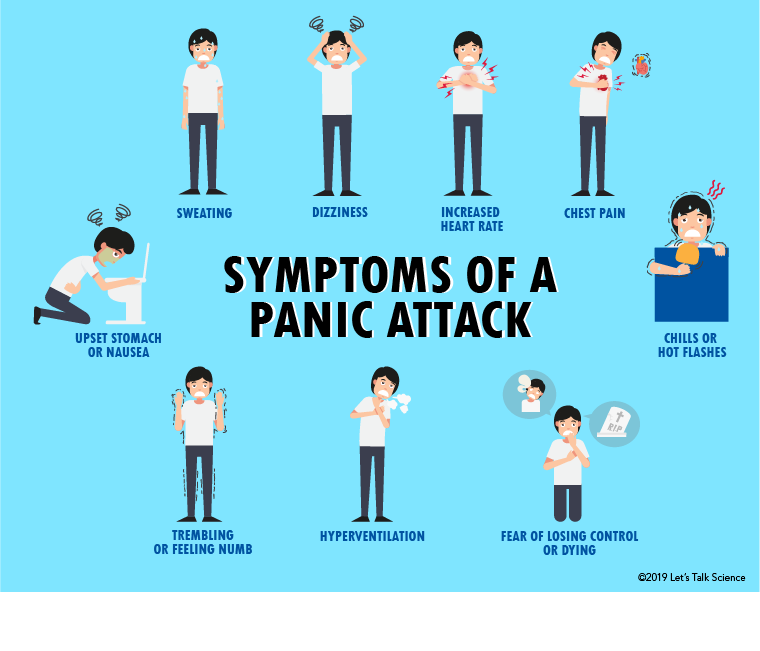 SWEATING
DIZZINESS
INCREASED
HEART RATE
CHEST PAIN
SYMPTOMS OF A
PANIC ATTACK
UPSET STOMACH
OR NAUSEA
CHILLS OR
HOT FLASHES
RIP
TREMBLING
OR FEELING NUMB
HYPERVENTILATION
FEAR OF LOSING CONTROL
OR DYING
©2019 Let's Talk Science